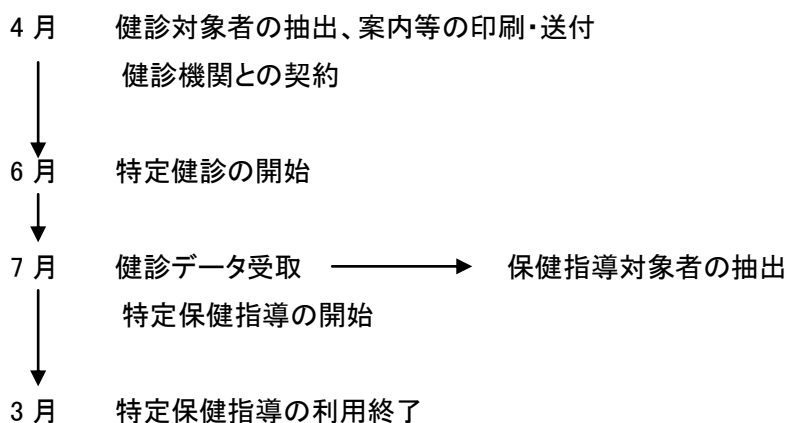 4 月 健診対象者の抽出、案内等の印刷・送付
健診機関との契約
6 月 特定健診の開始
7 月 健診データ受取 保健指導対象者の抽出
特定保健指導の開始
3 月 特定保健指導の利用終了